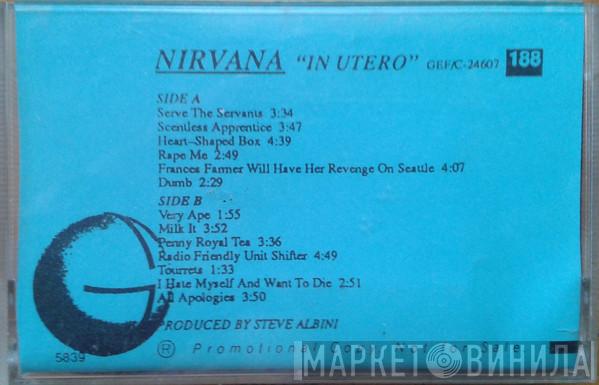 NIRVANA "IN UTERO" GEF/C-24607 188
SIDE A
Serve The Servants 3:34
Scentless Apprentice 3:47
Heart-Shaped Box 4:39
Rape Me 2:49
Frances Farmer Will Have Her Revenge On Seattle 4:07
Dumb 2:29
SIDE B
Very Ape 1:55
Milk It 3:52
Penny Royal Tea 3:36
Radio Friendly Unit Shifter 4:49
Tourrets 1:33
I Hate Myself And Want To Die 2:51
All Apologies 3:50
PRODUCED BY STEVE ALBINI
5839 ® Promotional Not Sale
МАРКЕТ ВИНИЛА